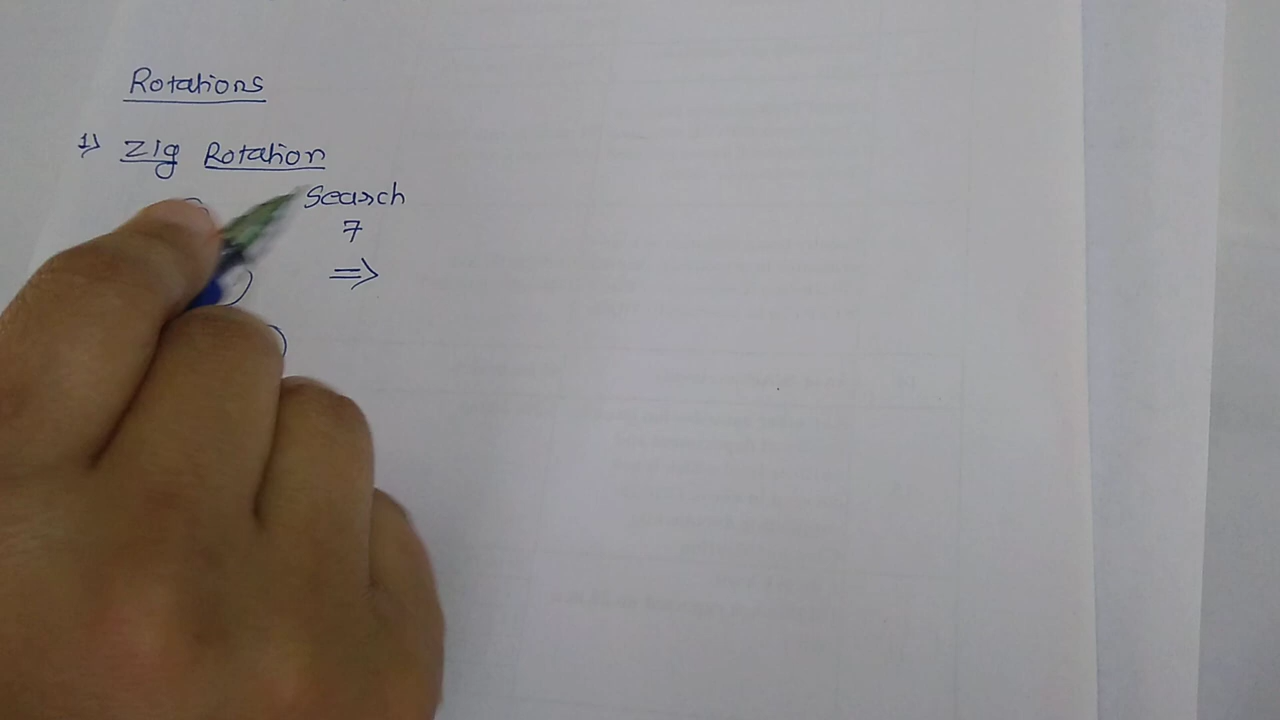 Rotations
1) Zig Rotation
Search
7
⇒